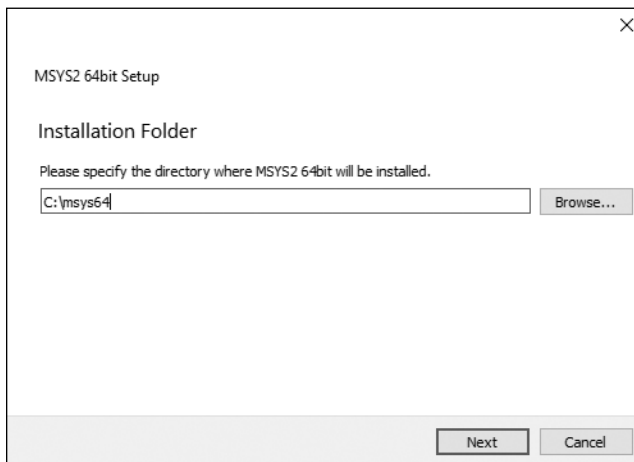 MSYS2 64bit Setup
Installation Folder
Please specify the directory where MSYS2 64bit will be installed.
C:\msys64
Browse...
Next
Cancel